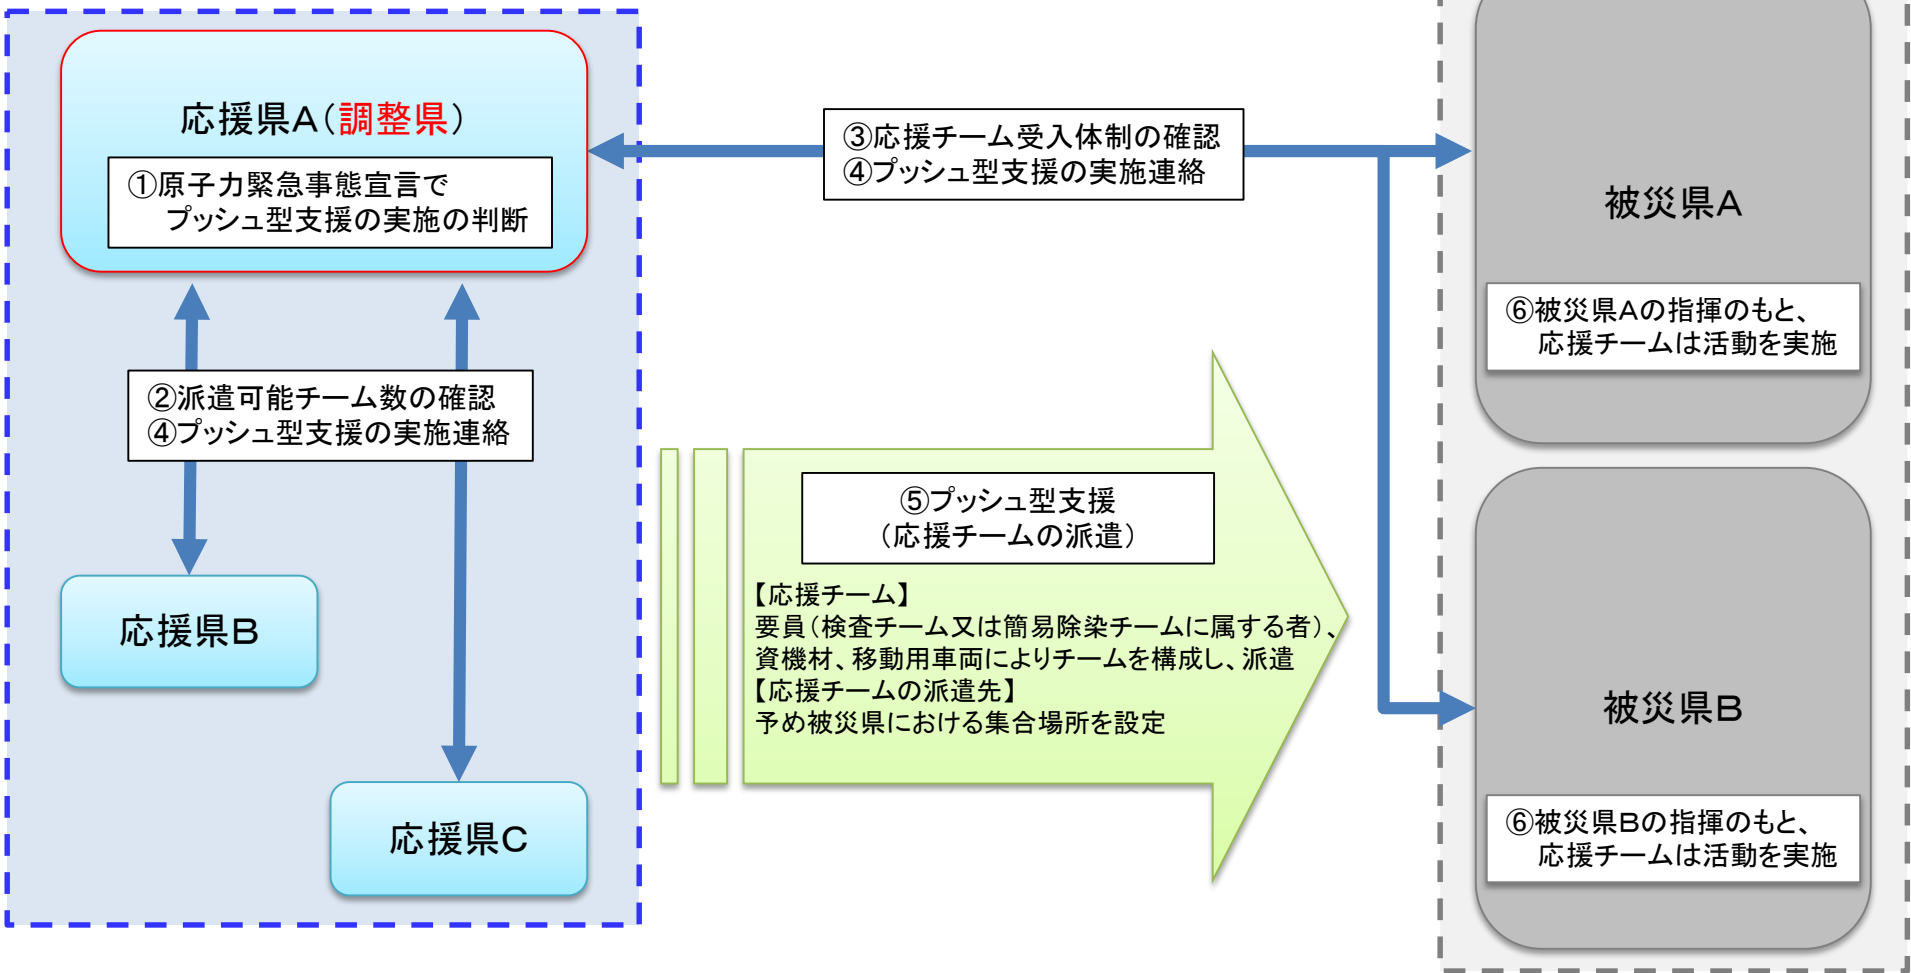 応援県A（調整県）
①原子力緊急事態宣言で
プッシュ型支援の実施の判断
②派遣可能チーム数の確認
④プッシュ型支援の実施連絡
応援県B
応援県C
③応援チーム受入体制の確認
④プッシュ型支援の実施連絡
⑤プッシュ型支援
（応援チームの派遣）
【応援チーム】
要員（検査チーム又は簡易除染チームに属する者）、
資機材、移動用車両によりチームを構成し、派遣
【応援チームの派遣先】
予め被災県における集合場所を設定
被災県A
⑥被災県Aの指揮のもと、
応援チームは活動を実施
被災県B
⑥被災県Bの指揮のもと、
応援チームは活動を実施